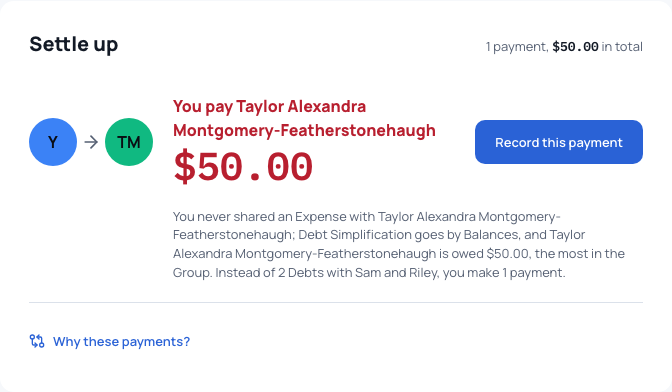 Settle up
1 payment, $50.00 in total
You pay Taylor Alexandra
Montgomery-Featherstonehaugh
$50.00
Y
TM
Record this payment
You never shared an Expense with Taylor Alexandra Montgomery-
Featherstonehaugh; Debt Simplification goes by Balances, and Taylor
Alexandra Montgomery-Featherstonehaugh is owed $50.00, the most in the
Group. Instead of 2 Debts with Sam and Riley, you make 1 payment.
Why these payments?